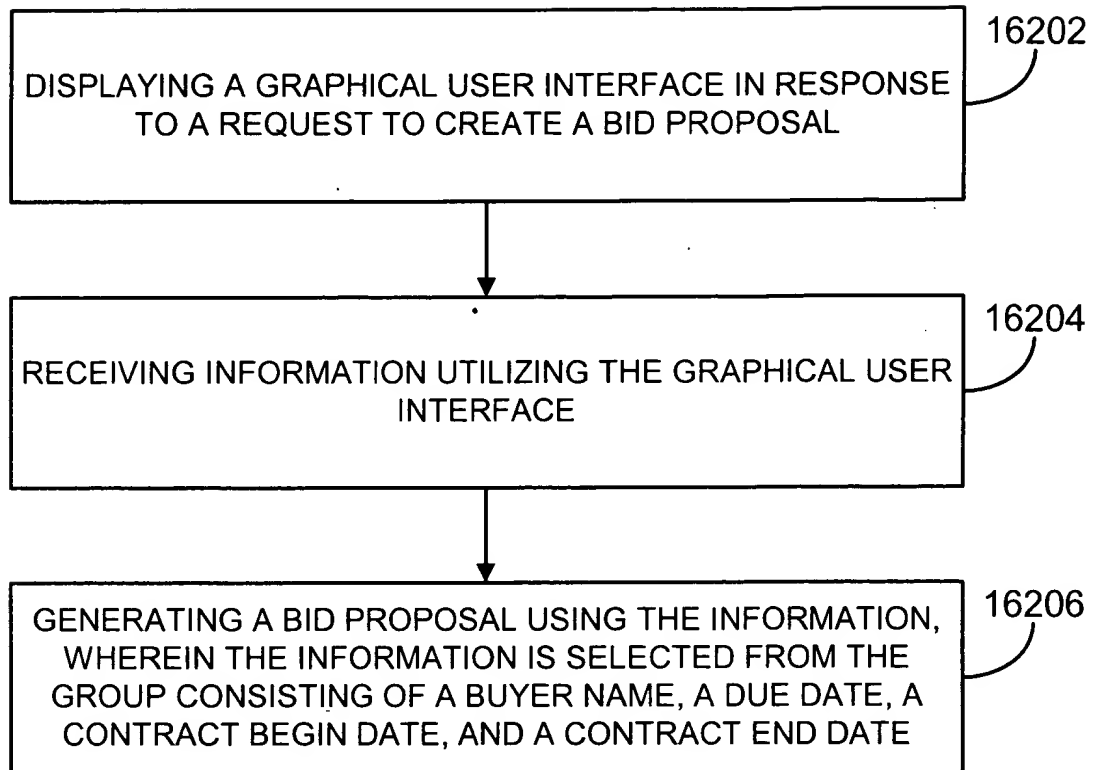 16202
DISPLAYING A GRAPHICAL USER INTERFACE IN RESPONSE
TO A REQUEST TO CREATE A BID PROPOSAL
16204
RECEIVING INFORMATION UTILIZING THE GRAPHICAL USER
INTERFACE
16206
GENERATING A BID PROPOSAL USING THE INFORMATION,
WHEREIN THE INFORMATION IS SELECTED FROM THE
GROUP CONSISTING OF A BUYER NAME, A DUE DATE, A
CONTRACT BEGIN DATE, AND A CONTRACT END DATE